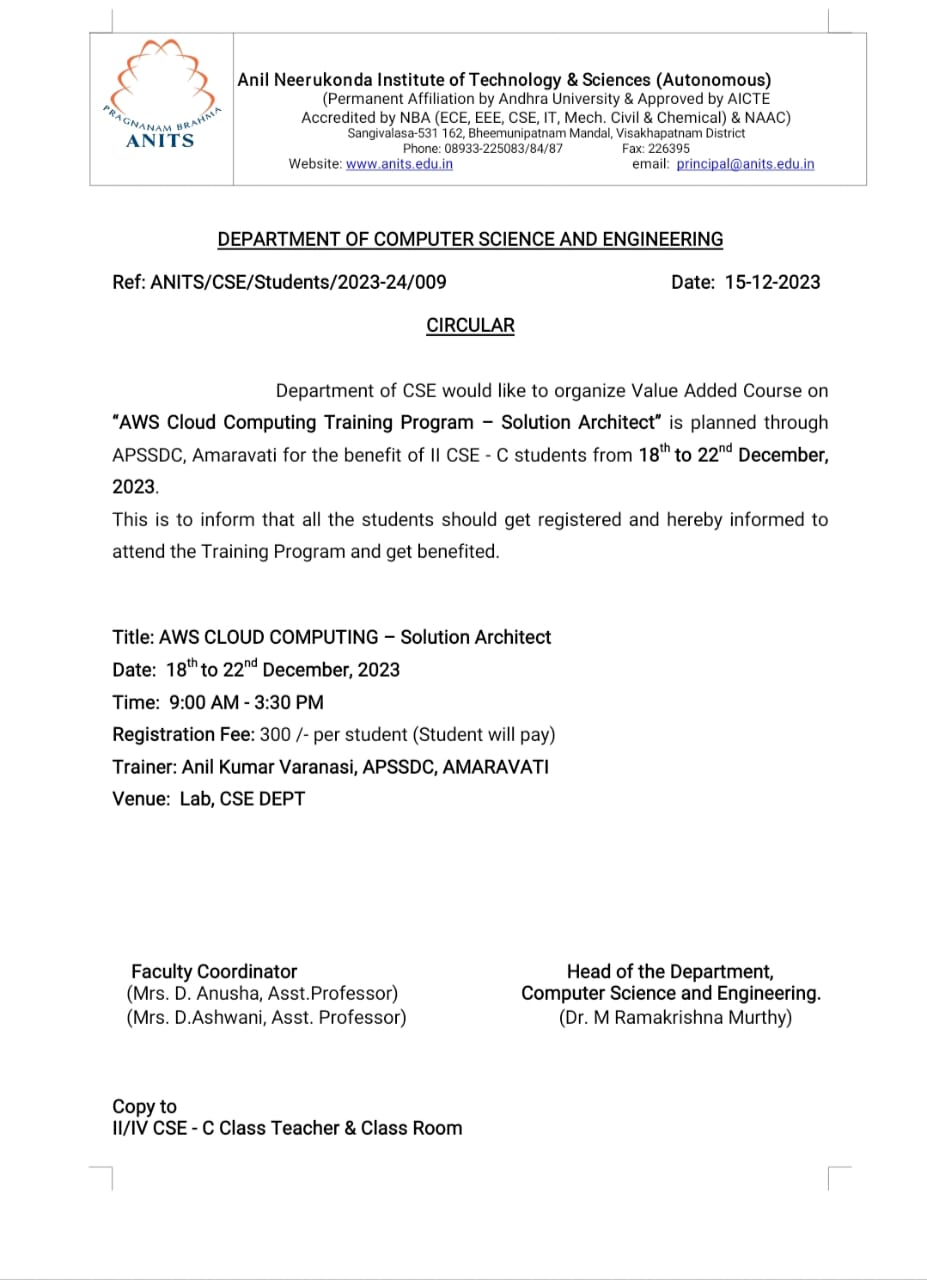 PRAGNANAM BRAHMA
ANITS
Anil Neerukonda Institute of Technology & Sciences (Autonomous)
(Permanent Affiliation by Andhra University & Approved by AICTE
Accredited by NBA (ECE, EEE, CSE, IT, Mech. Civil & Chemical) & NAAC)
Sangivalasa-531 162, Bheemunipatnam Mandal, Visakhapatnam District
Phone: 08933-225083/84/87 Fax: 226395
Website: www.anits.edu.in email: principal@anits.edu.in
DEPARTMENT OF COMPUTER SCIENCE AND ENGINEERING
Ref: ANITS/CSE/Students/2023-24/009 Date: 15-12-2023
CIRCULAR
Department of CSE would like to organize Value Added Course on
“AWS Cloud Computing Training Program – Solution Architect” is planned through
APSSDC, Amaravati for the benefit of II CSE - C students from 18th to 22nd December,
2023.
This is to inform that all the students should get registered and hereby informed to
attend the Training Program and get benefited.
Title: AWS CLOUD COMPUTING – Solution Architect
Date: 18th to 22nd December, 2023
Time: 9:00 AM - 3:30 PM
Registration Fee: 300 /- per student (Student will pay)
Trainer: Anil Kumar Varanasi, APSSDC, AMARAVATI
Venue: Lab, CSE DEPT
Faculty Coordinator Head of the Department,
(Mrs. D. Anusha, Asst.Professor) Computer Science and Engineering.
(Mrs. D.Ashwani, Asst. Professor) (Dr. M Ramakrishna Murthy)
Copy to
II/IV CSE - C Class Teacher & Class Room